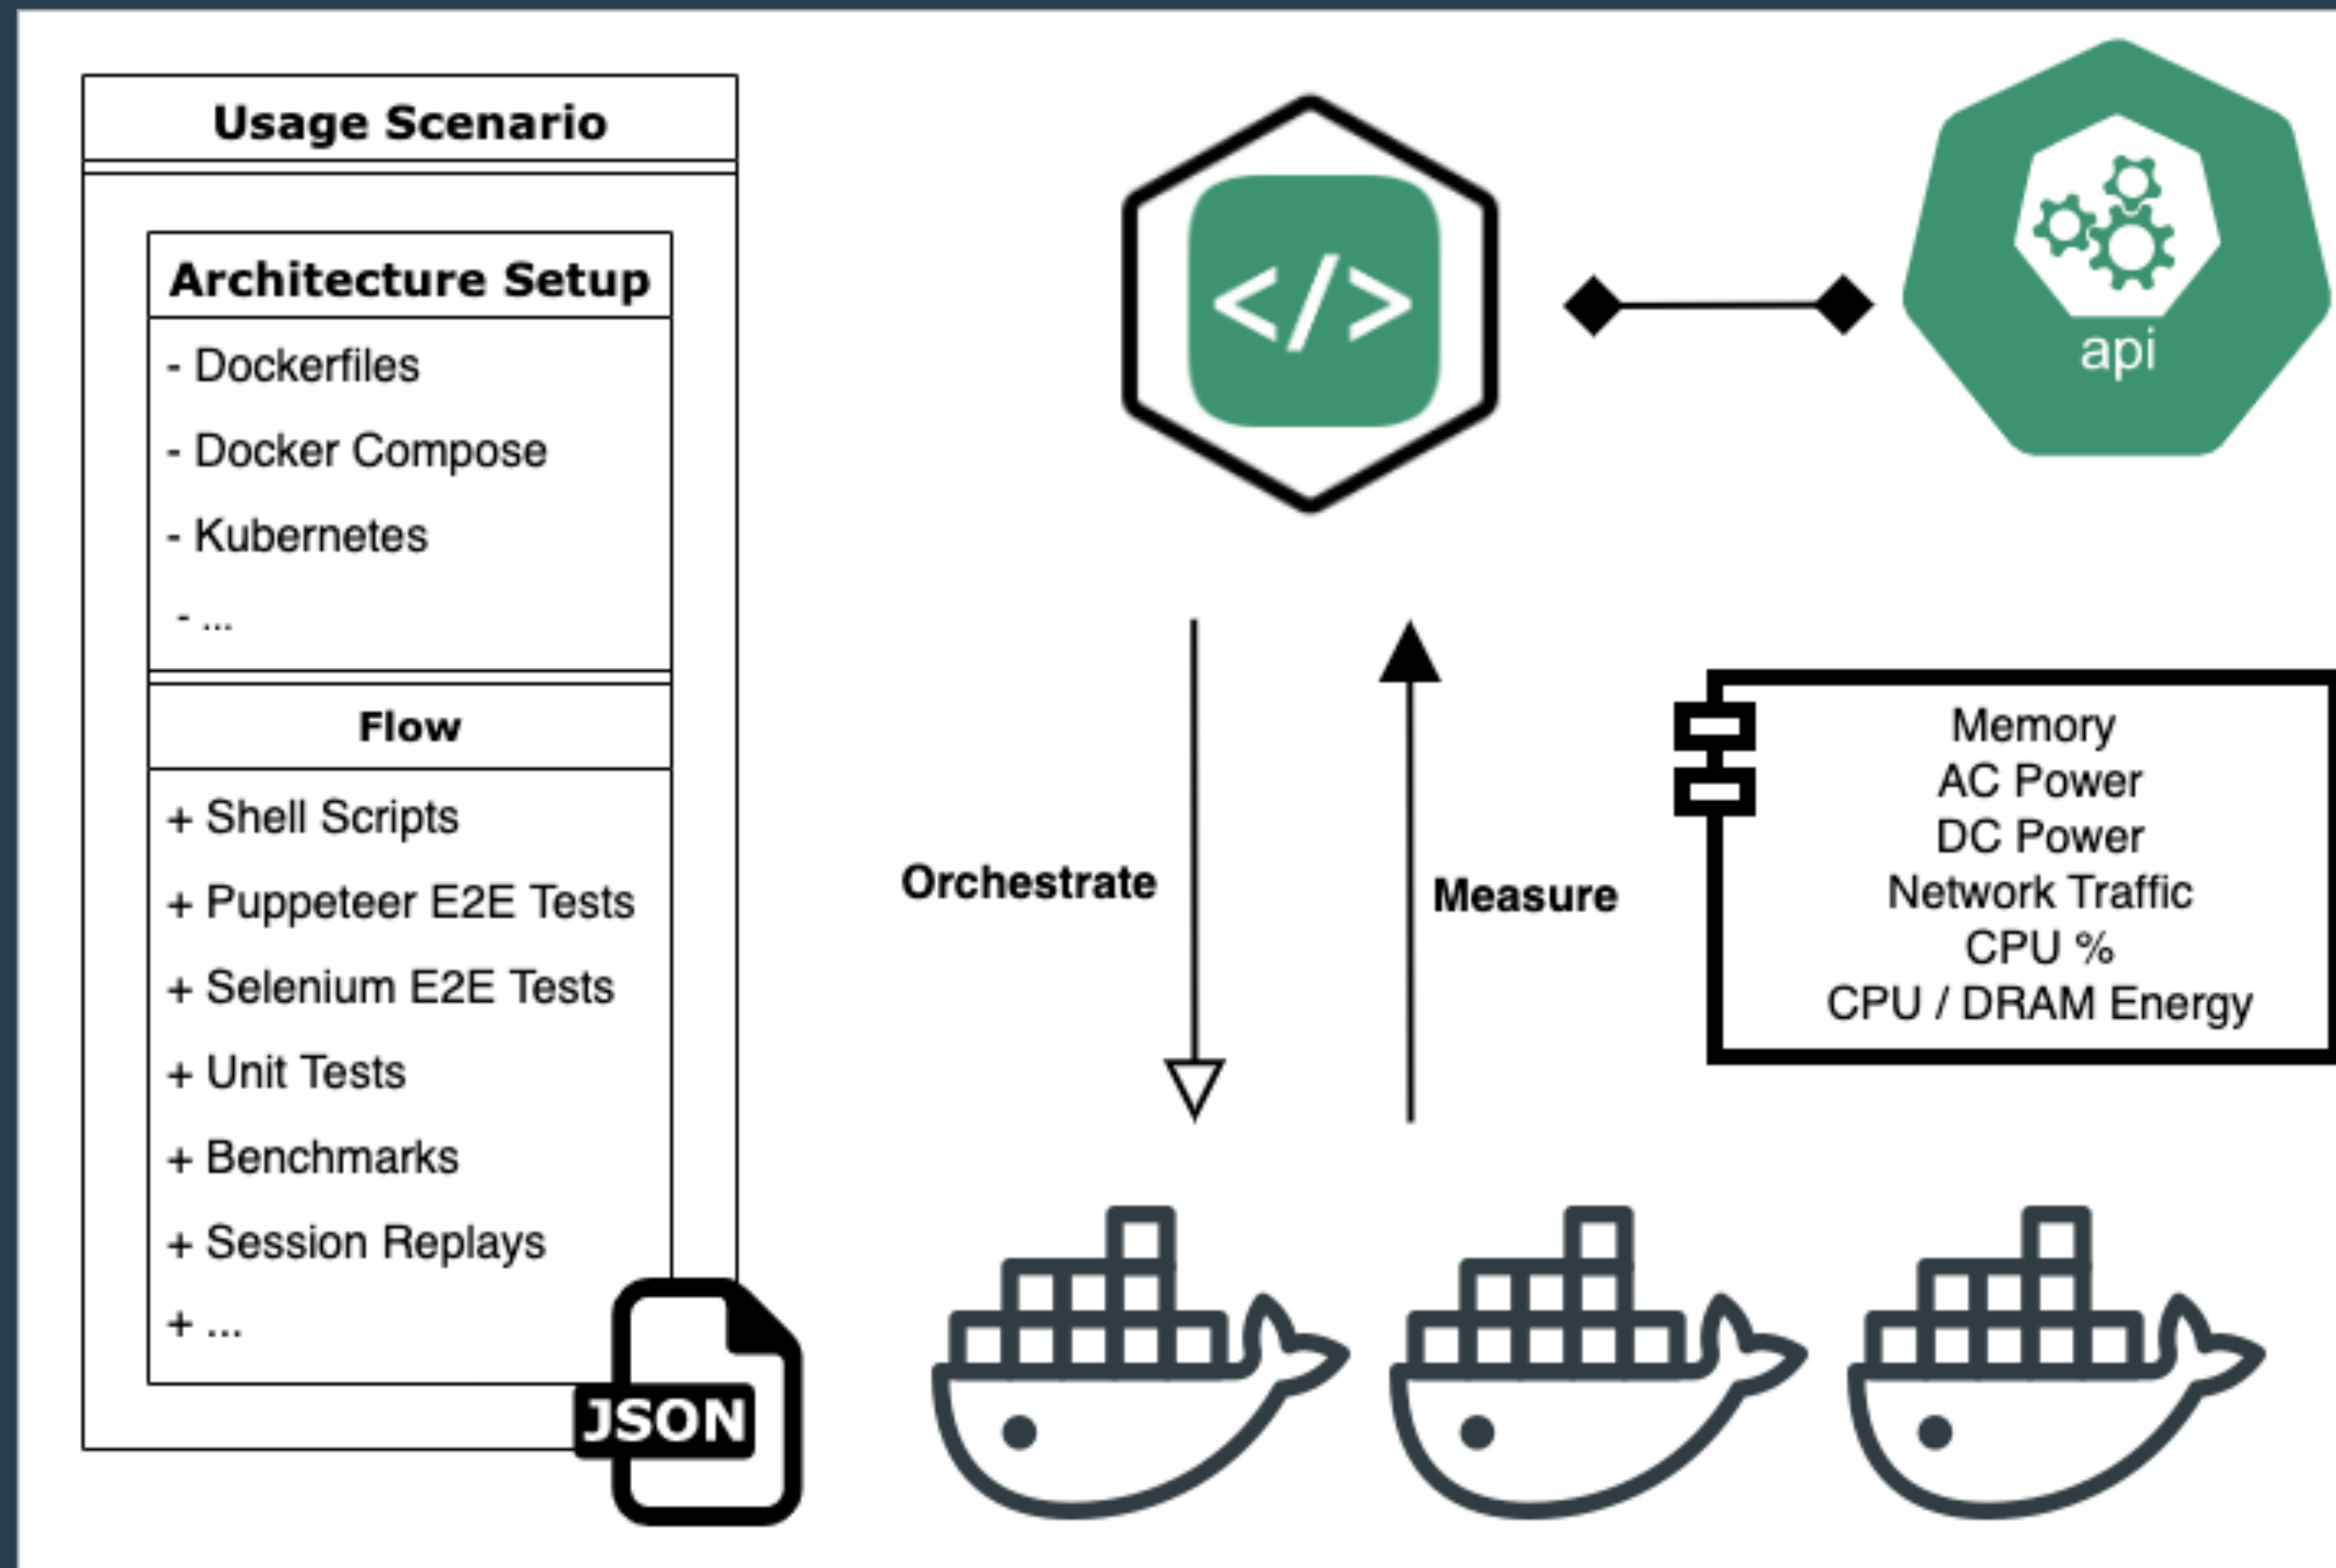 Usage Scenario
Architecture Setup
- Dockerfiles
- Docker Compose
- Kubernetes
- ...
Flow
+ Shell Scripts
+ Puppeteer E2E Tests
+ Selenium E2E Tests
+ Unit Tests
+ Benchmarks
+ Session Replays
+ ...
JSON
</>
api
Orchestrate
Measure
Memory
AC Power
DC Power
Network Traffic
CPU %
CPU / DRAM Energy